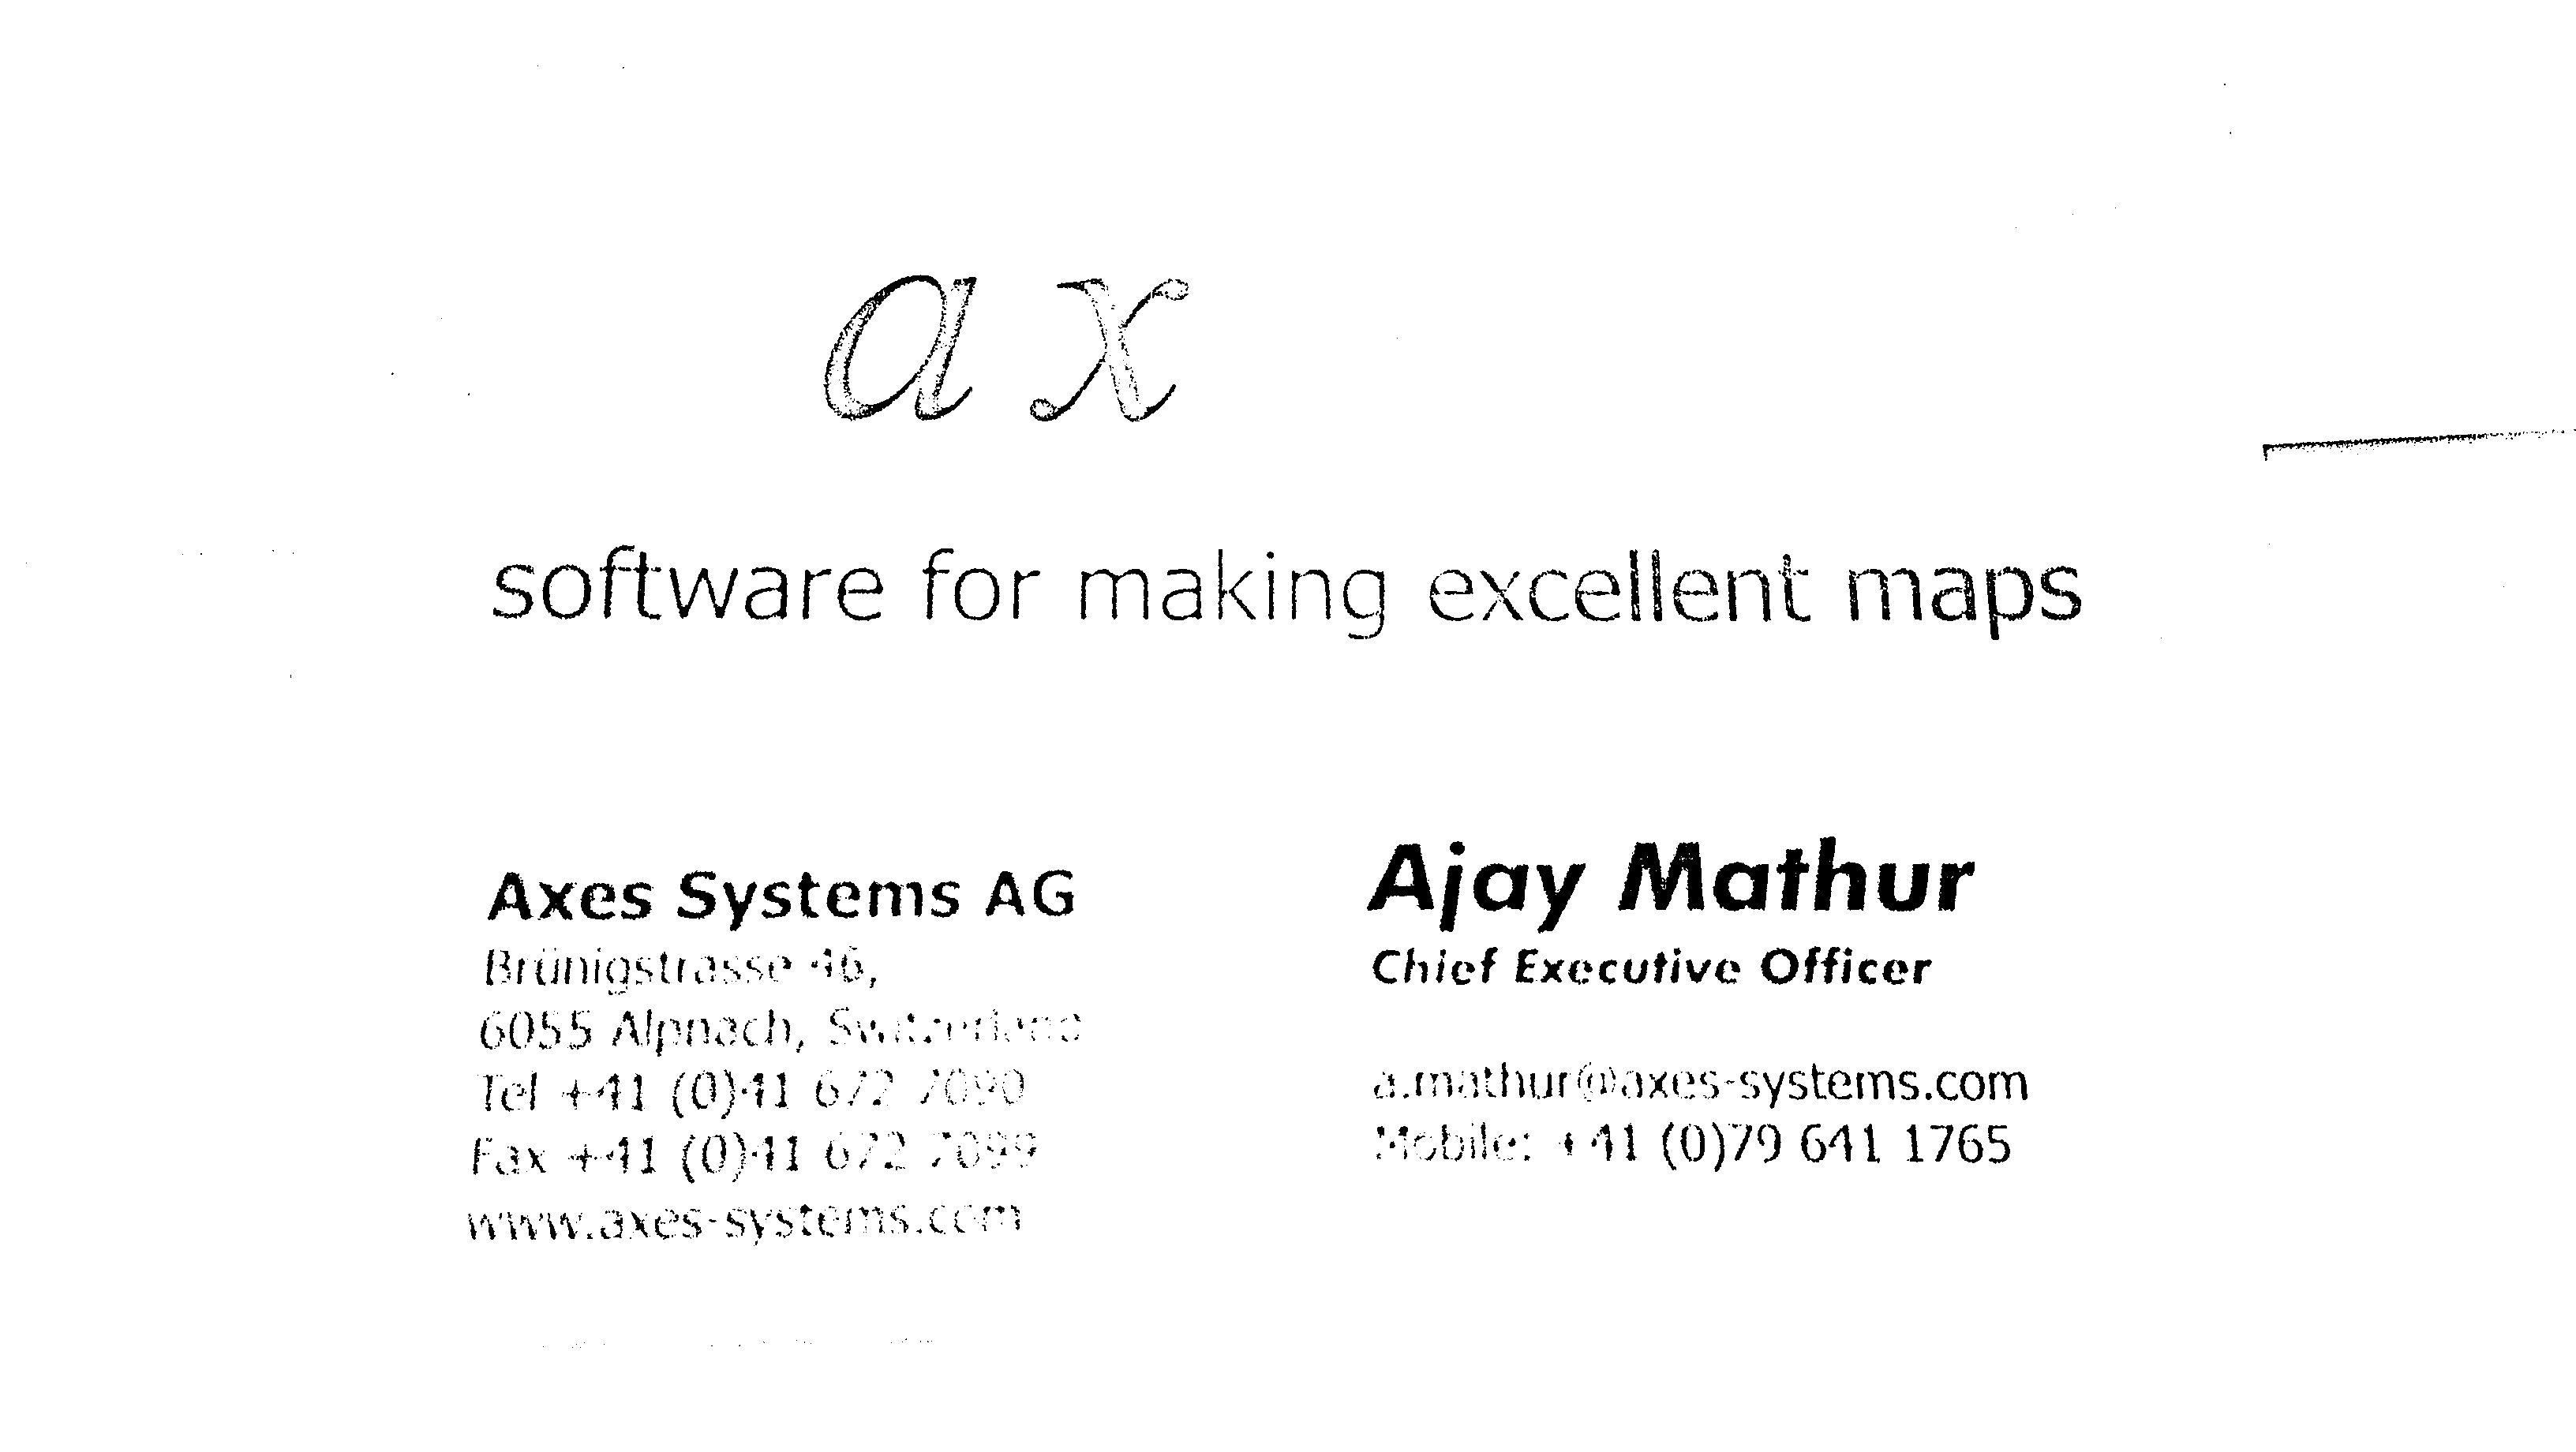 ax
software for making excellent maps
Axes Systems AG
Brünigstrasse 46,
6055 Alpnach, Switzerland
Tel +41 (0)41 672 7090
Fax +41 (0)41 672 7099
www.axes-systems.com
Ajay Mathur
Chief Executive Officer
a.mathur@axes-systems.com
Mobile: +41 (0)79 641 1765